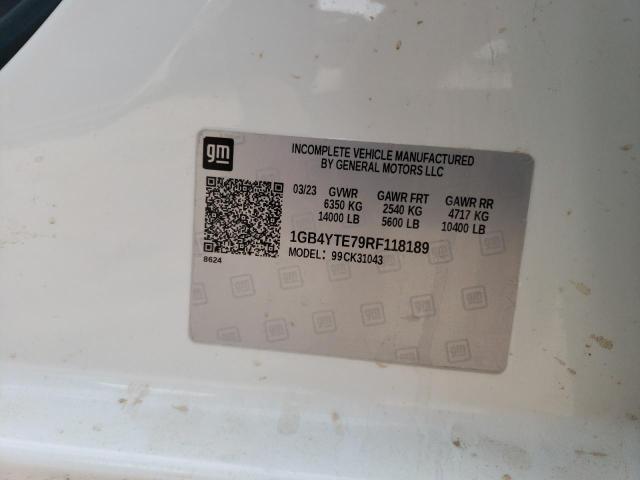 gm
INCOMPLETE VEHICLE MANUFACTURED
BY GENERAL MOTORS LLC
03/23 GVWR GAWR FRT GAWR RR
6350 KG 2540 KG 4717 KG
14000 LB 5600 LB 10400 LB
1GB4YTE79RF118189
MODEL: 99CK31043
8624